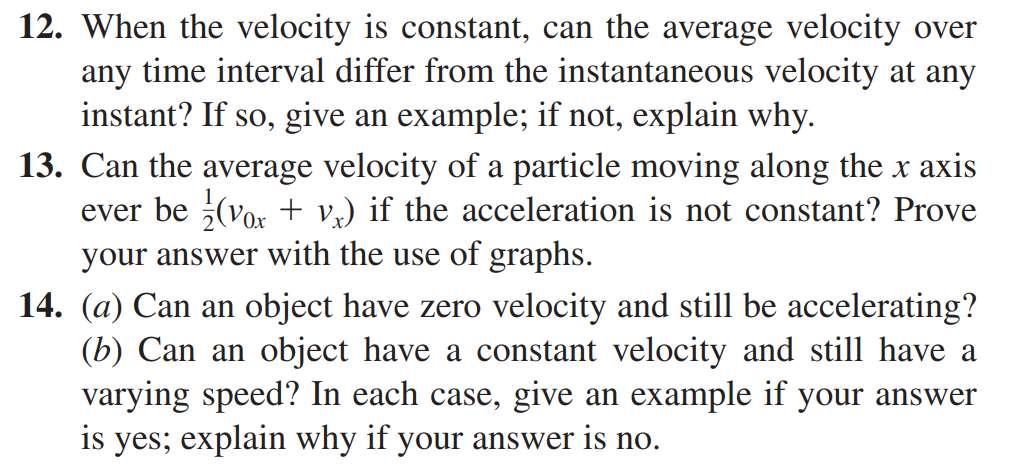 12. When the velocity is constant, can the average velocity over
any time interval differ from the instantaneous velocity at any
instant? If so, give an example; if not, explain why.
13. Can the average velocity of a particle moving along the x axis
ever be ½(v₀ₓ + vₓ) if the acceleration is not constant? Prove
your answer with the use of graphs.
14. (a) Can an object have zero velocity and still be accelerating?
(b) Can an object have a constant velocity and still have a
varying speed? In each case, give an example if your answer
is yes; explain why if your answer is no.